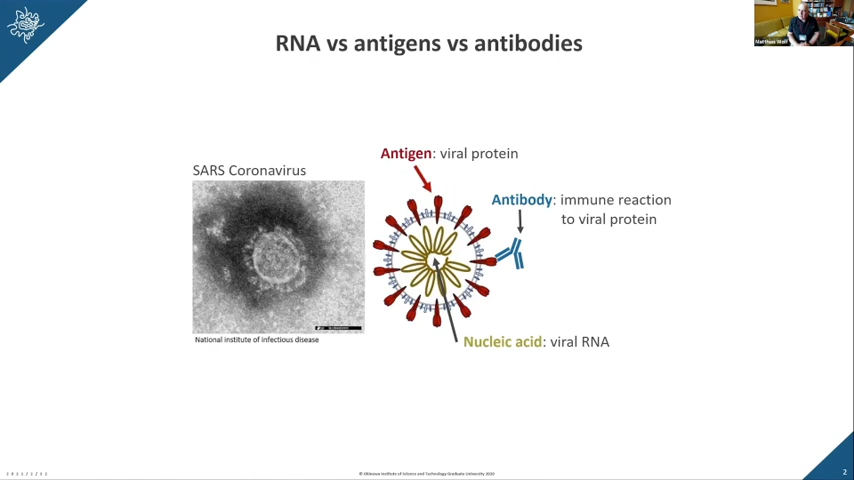 RNA vs antigens vs antibodies
Matthias Wolf
Antigen: viral protein
SARS Coronavirus
Antibody: immune reaction
to viral protein
Nucleic acid: viral RNA
National institute of infectious disease
© Okinawa Institute of Science and Technology Graduate University 2020
2